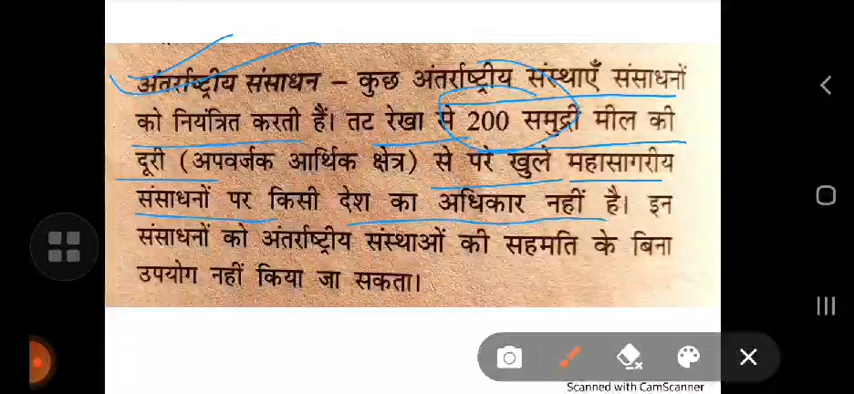 अंतर्राष्ट्रीय संसाधन – कुछ अंतर्राष्ट्रीय संस्थाएँ संसाधनों
को नियंत्रित करती हैं। तट रेखा से 200 समुद्री मील की
दूरी (अपवर्जक आर्थिक क्षेत्र) से परे खुले महासागरीय
संसाधनों पर किसी देश का अधिकार नहीं है। इन
संसाधनों को अंतर्राष्ट्रीय संस्थाओं की सहमति के बिना
उपयोग नहीं किया जा सकता।
Scanned with CamScanner